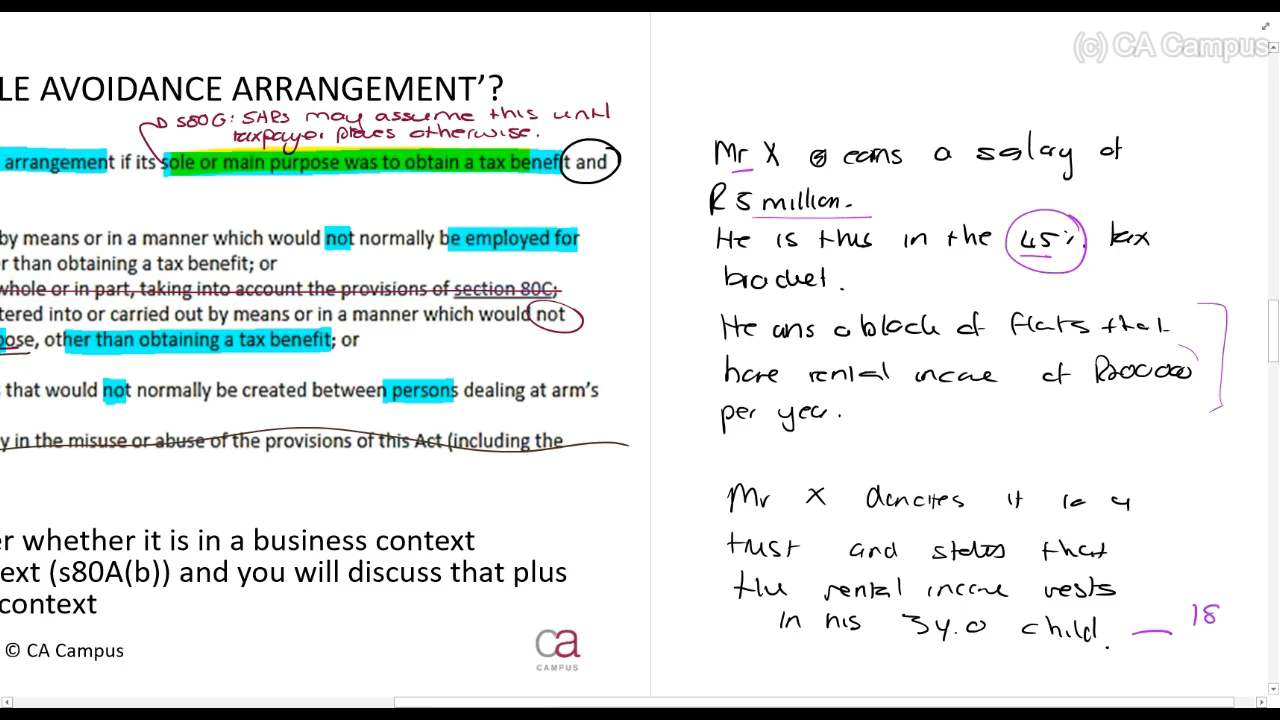 (c) CA Campus
LE AVOIDANCE ARRANGEMENT’?
S80G: SARS may assume this until
taxpayer proves otherwise.
arrangement if its sole or main purpose was to obtain a tax benefit and
by means or in a manner which would not normally be employed for
r than obtaining a tax benefit; or
whole or in part, taking into account the provisions of section 80C;
tered into or carried out by means or in a manner which would not
pose, other than obtaining a tax benefit; or
s that would not normally be created between persons dealing at arm’s
y in the misuse or abuse of the provisions of this Act (including the
er whether it is in a business context
ext (s80A(b)) and you will discuss that plus
context
© CA Campus
ca
CAMPUS
Mr X earns a salary of
R5 million.
He is thus in the 45% tax
bracket.
He owns a block of flats that
have rental income of
per year.
Mr X donates it to a
trust and states that
the rental income vests
in his 3 y.o child. 18